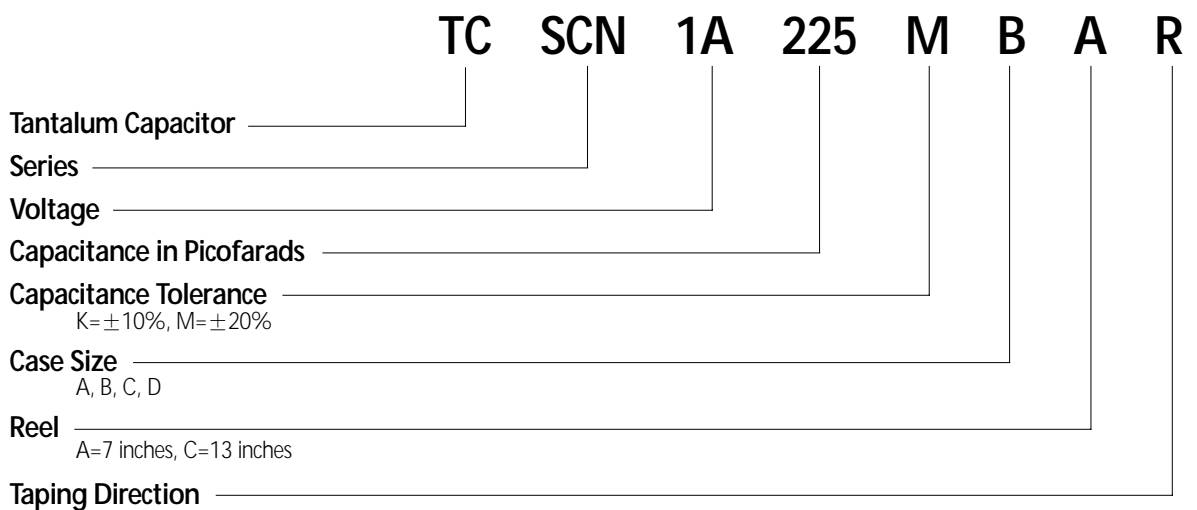 TC SCN 1A 225 M B A R
Tantalum Capacitor
Series
Voltage
Capacitance in Picofarads
Capacitance Tolerance
K=±10%, M=±20%
Case Size
A, B, C, D
Reel
A=7 inches, C=13 inches
Taping Direction